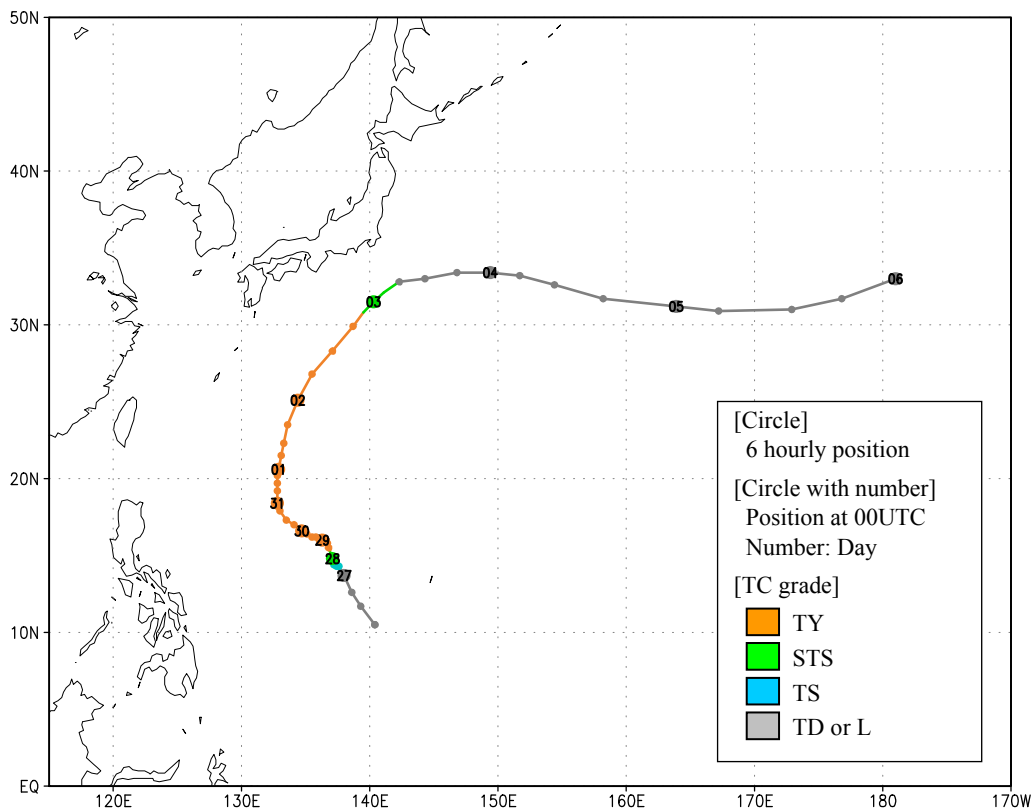 50N
40N
30N
20N
10N
EQ
120E 130E 140E 150E 160E 170E 180 170W
03
04
05
06
02
01
31
30
29
28
27
[Circle]
6 hourly position
[Circle with number]
Position at 00UTC
Number: Day
[TC grade]
TY
STS
TS
TD or L